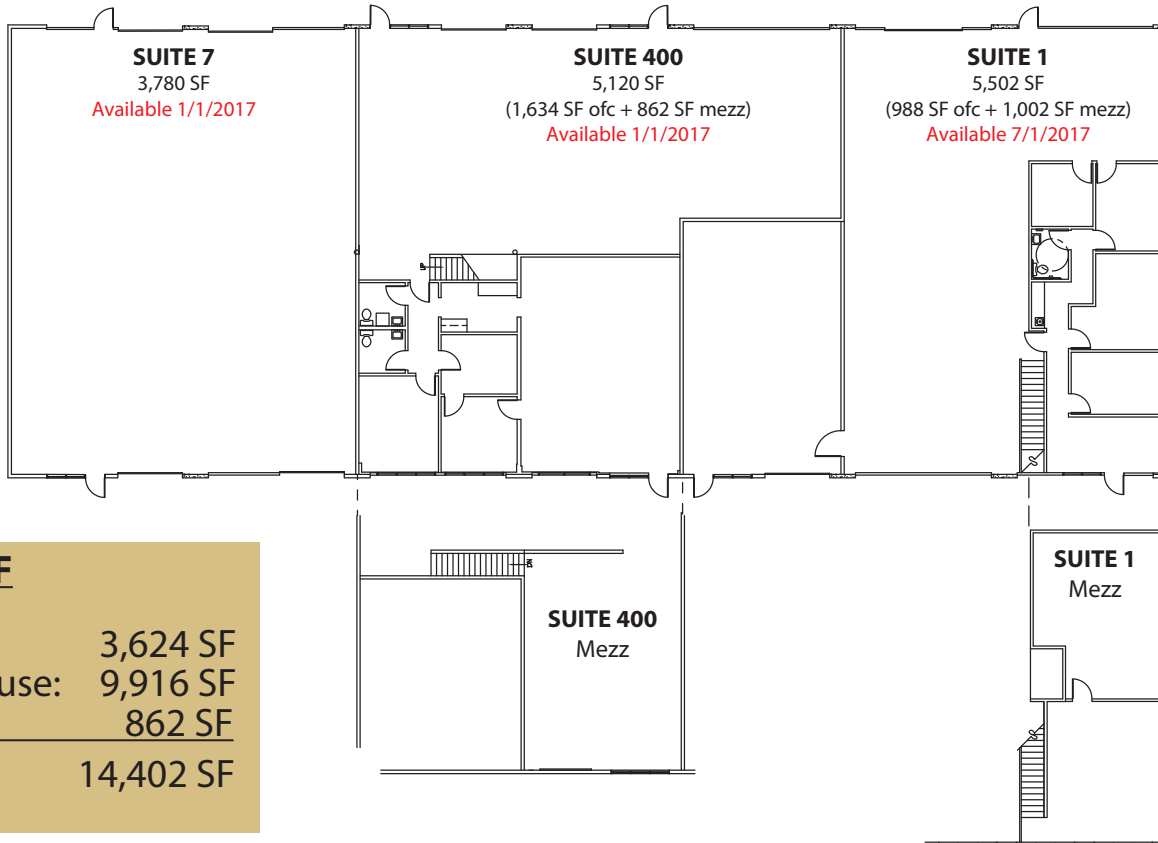 SUITE 7
3,780 SF
Available 1/1/2017
SUITE 400
5,120 SF
(1,634 SF ofc + 862 SF mezz)
Available 1/1/2017
SUITE 1
5,502 SF
(988 SF ofc + 1,002 SF mezz)
Available 7/1/2017
UP
SUITE 400
Mezz
SUITE 1
Mezz
F
3,624 SF
use: 9,916 SF
862 SF
14,402 SF